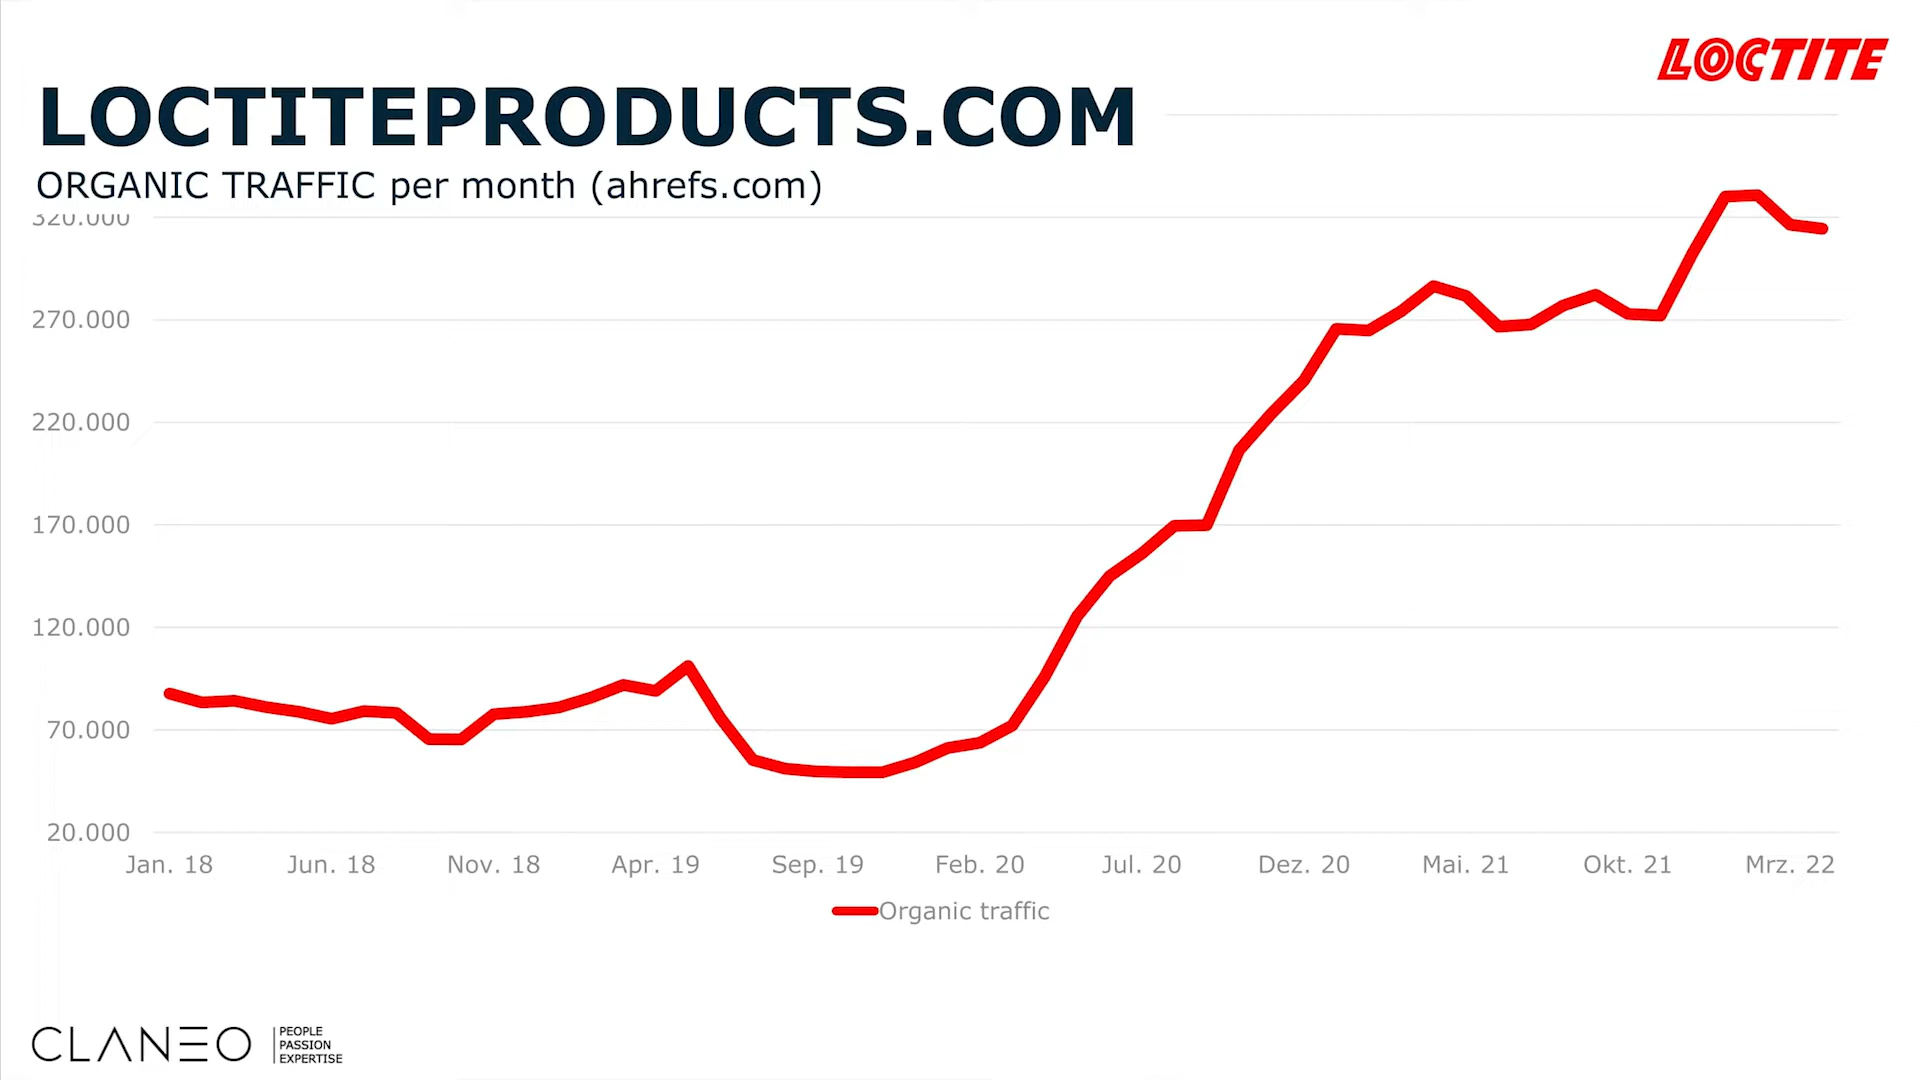 LOCTITE
LOCTITEPRODUCTS.COM
ORGANIC TRAFFIC per month (ahrefs.com)
320.000
270.000
220.000
170.000
120.000
70.000
20.000
Jan. 18 Jun. 18 Nov. 18 Apr. 19 Sep. 19 Feb. 20 Jul. 20 Dez. 20 Mai. 21 Okt. 21 Mrz. 22
Organic traffic
CLANEO
PEOPLE
PASSION
EXPERTISE